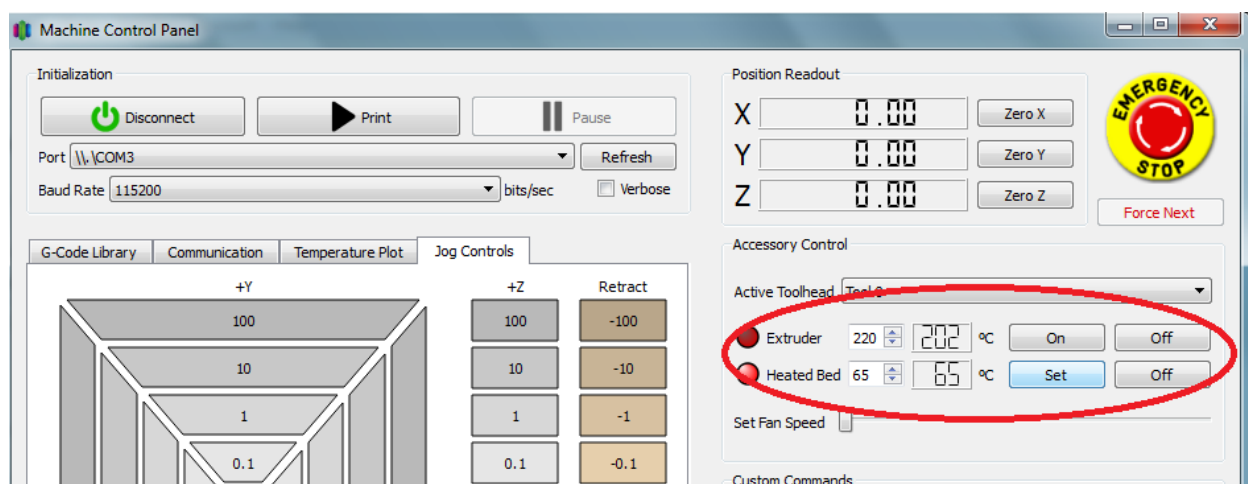 Machine Control Panel
Initialization
Disconnect
Print
Pause
Port \\.\COM3
Refresh
Baud Rate 115200 bits/sec Verbose
Position Readout
X 0.00 Zero X
Y 0.00 Zero Y
Z 0.00 Zero Z
EMERGENCY
STOP
Force Next
G-Code Library Communication Temperature Plot Jog Controls
+Y +Z Retract
100 100 -100
10 10 -10
1 1 -1
0.1 0.1 -0.1
Accessory Control
Active Toolhead Tool 0
Extruder 220 202 ºC On Off
Heated Bed 65 65 ºC Set Off
Set Fan Speed
Custom Commands